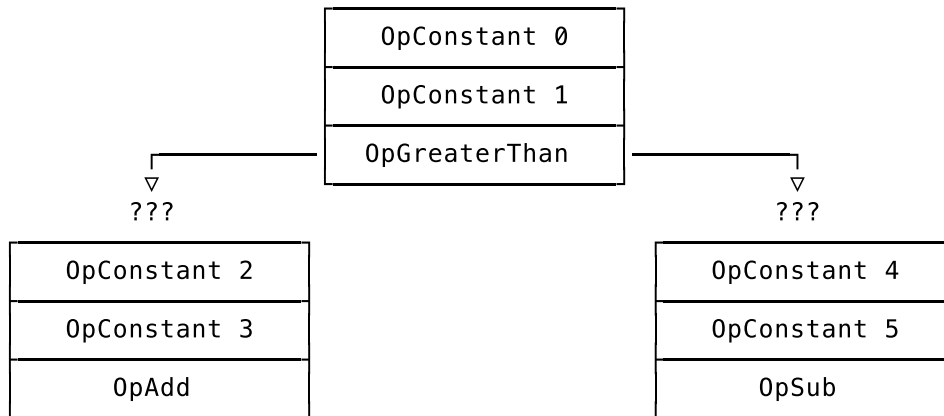 OpConstant 0
OpConstant 1
OpGreaterThan
???
???
OpConstant 2
OpConstant 3
OpAdd
OpConstant 4
OpConstant 5
OpSub